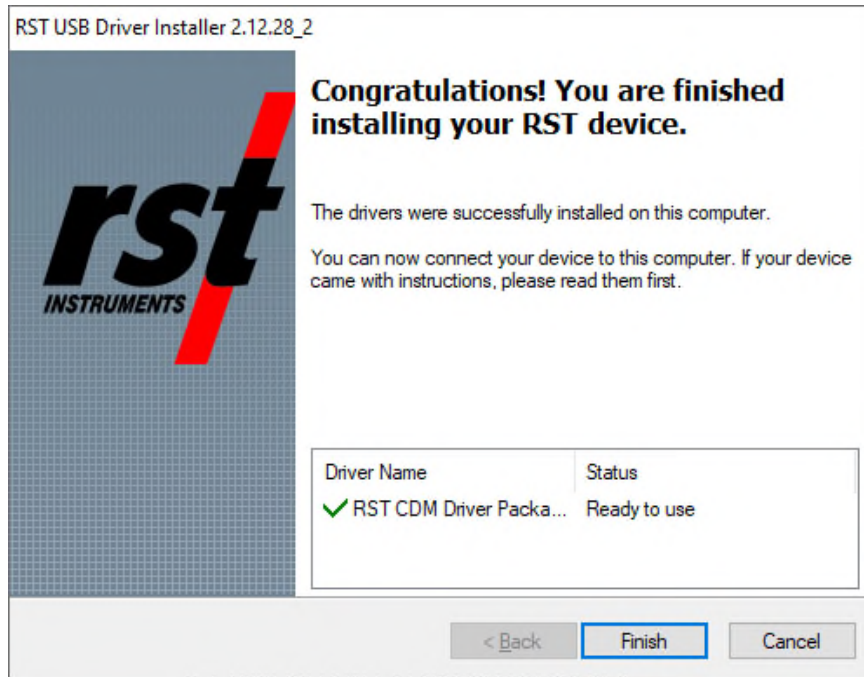 RST USB Driver Installer 2.12.28_2
Congratulations! You are finished
installing your RST device.
rst
INSTRUMENTS
The drivers were successfully installed on this computer.
You can now connect your device to this computer. If your device
came with instructions, please read them first.
Driver Name Status
RST CDM Driver Packa... Ready to use
< Back Finish Cancel